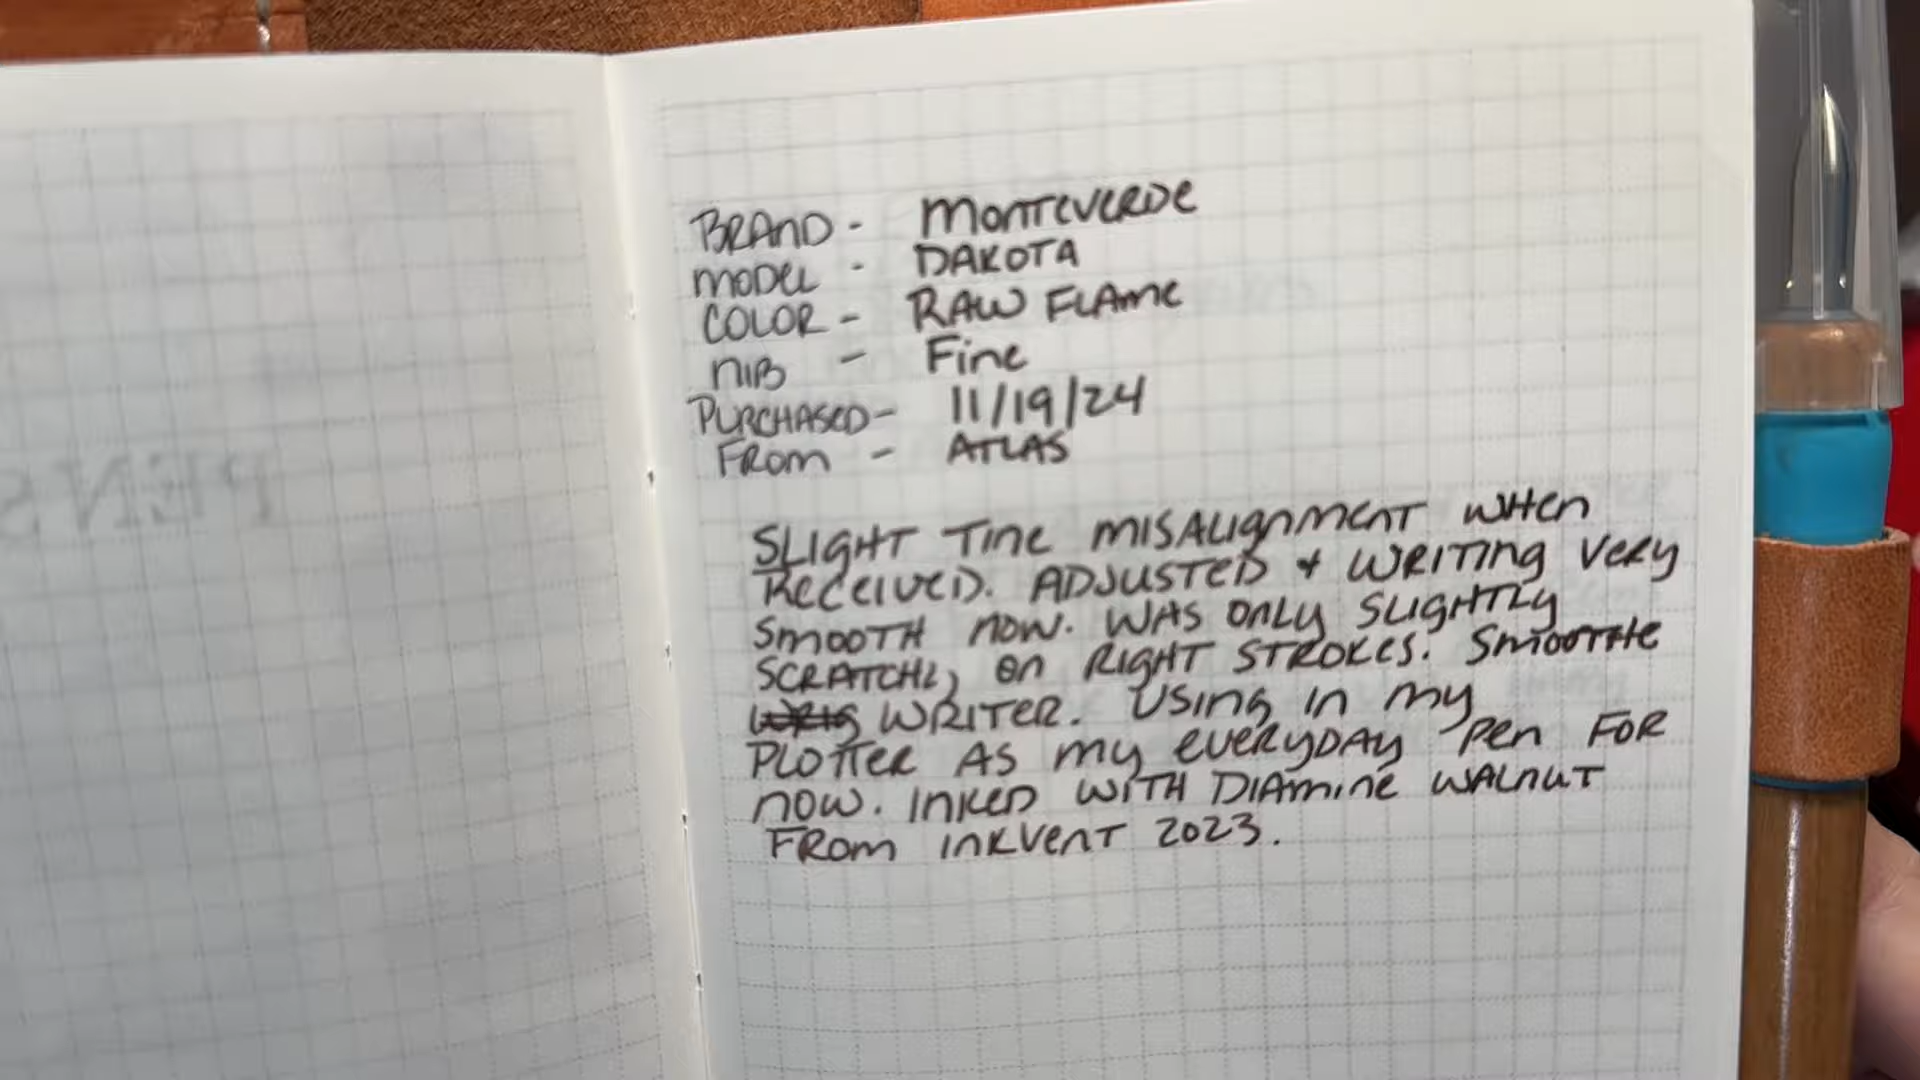 PENS
BRAND - MONTEVERDE
MODEL - DAKOTA
COLOR - RAW FLAME
NIB - Fine
PURCHASED - 11/19/24
FROM - ATLAS
SLIGHT TINE MISALIGNMENT WHEN
RECEIVED. ADJUSTED + WRITING VERY
SMOOTH NOW. WAS ONLY SLIGHTLY
SCRATCHY ON RIGHT STROKES. SMOOTHE
WRITER. USING IN MY
PLOTTER AS MY EVERYDAY PEN FOR
NOW. INKED WITH DIAMINE WALNUT
FROM INKVENT 2023.